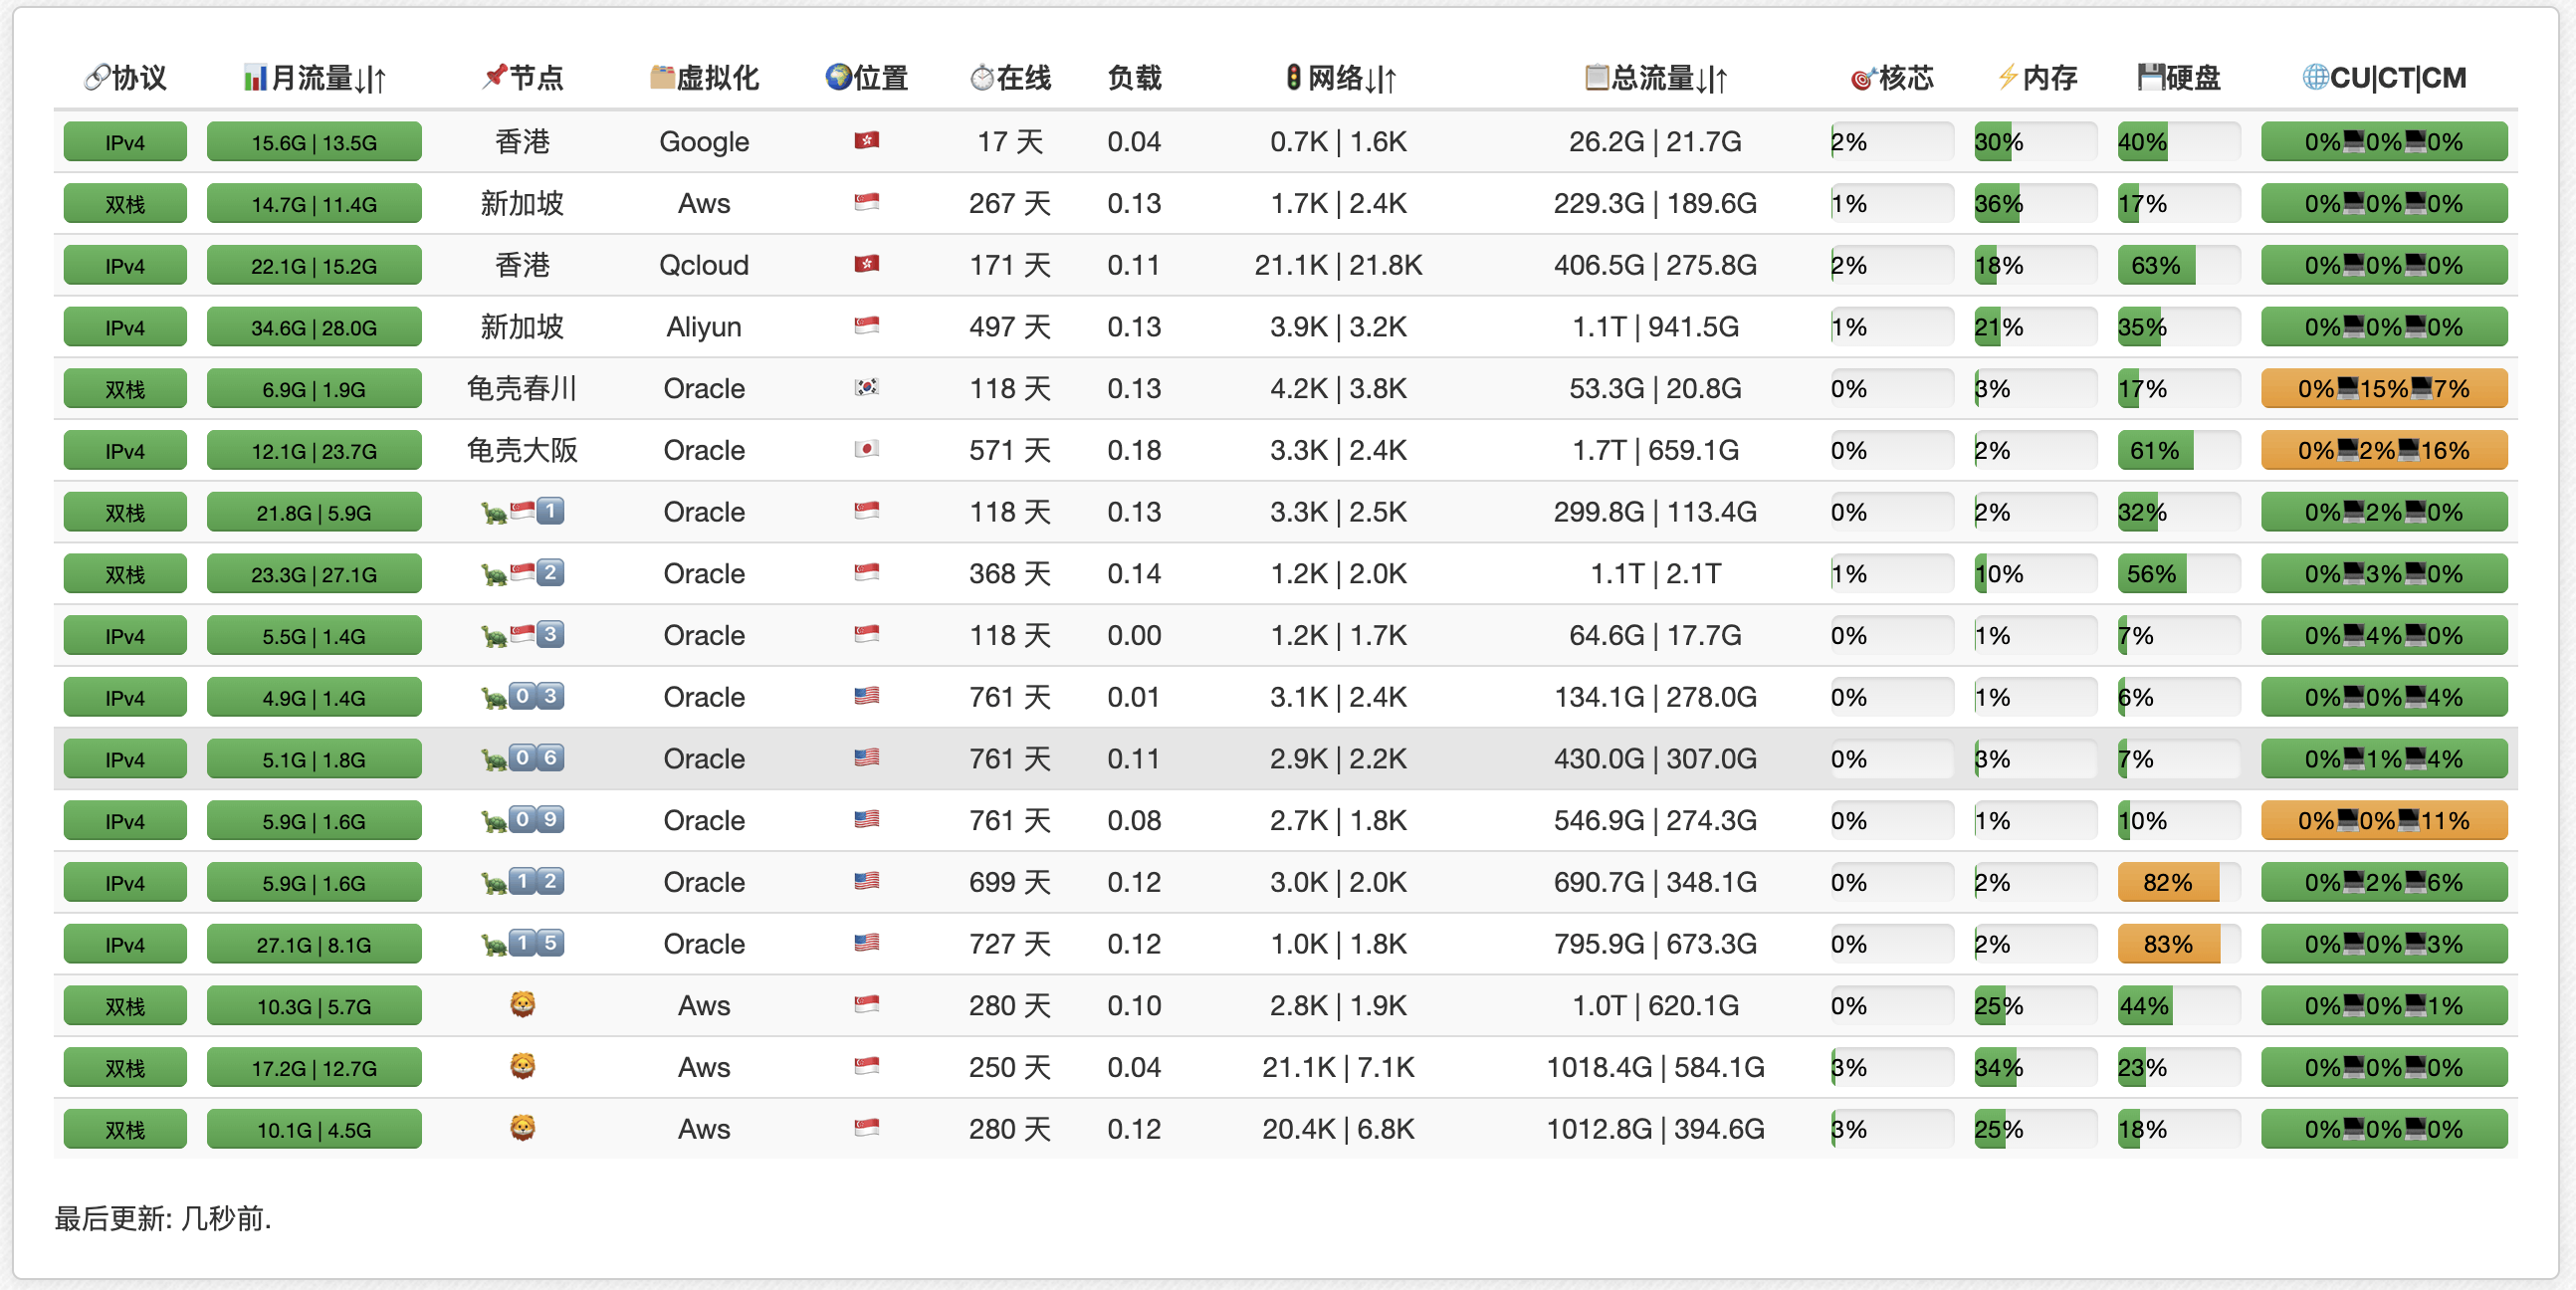 🔗协议 📊月流量↓|↑ 📌节点 🗂️虚拟化 🌍位置 ⏱️在线 负载 🚦网络↓|↑ 📋总流量↓|↑ 🎯核芯 ⚡内存 💾硬盘 🌐CU|CT|CM
IPv4 15.6G | 13.5G 香港 Google 🇭🇰 17 天 0.04 0.7K | 1.6K 26.2G | 21.7G 2% 30% 40% 0%💻0%💻0%
双栈 14.7G | 11.4G 新加坡 Aws 🇸🇬 267 天 0.13 1.7K | 2.4K 229.3G | 189.6G 1% 36% 17% 0%💻0%💻0%
IPv4 22.1G | 15.2G 香港 Qcloud 🇭🇰 171 天 0.11 21.1K | 21.8K 406.5G | 275.8G 2% 18% 63% 0%💻0%💻0%
IPv4 34.6G | 28.0G 新加坡 Aliyun 🇸🇬 497 天 0.13 3.9K | 3.2K 1.1T | 941.5G 1% 21% 35% 0%💻0%💻0%
双栈 6.9G | 1.9G 龟壳春川 Oracle 🇰🇷 118 天 0.13 4.2K | 3.8K 53.3G | 20.8G 0% 3% 17% 0%💻15%💻7%
IPv4 12.1G | 23.7G 龟壳大阪 Oracle 🇯🇵 571 天 0.18 3.3K | 2.4K 1.7T | 659.1G 0% 2% 61% 0%💻2%💻16%
双栈 21.8G | 5.9G 🐢🇸🇬1️⃣ Oracle 🇸🇬 118 天 0.13 3.3K | 2.5K 299.8G | 113.4G 0% 2% 32% 0%💻2%💻0%
双栈 23.3G | 27.1G 🐢🇸🇬2️⃣ Oracle 🇸🇬 368 天 0.14 1.2K | 2.0K 1.1T | 2.1T 1% 10% 56% 0%💻3%💻0%
IPv4 5.5G | 1.4G 🐢🇸🇬3️⃣ Oracle 🇸🇬 118 天 0.00 1.2K | 1.7K 64.6G | 17.7G 0% 1% 7% 0%💻4%💻0%
IPv4 4.9G | 1.4G 🐢0️⃣3️⃣ Oracle 🇺🇸 761 天 0.01 3.1K | 2.4K 134.1G | 278.0G 0% 1% 6% 0%💻0%💻4%
IPv4 5.1G | 1.8G 🐢0️⃣6️⃣ Oracle 🇺🇸 761 天 0.11 2.9K | 2.2K 430.0G | 307.0G 0% 3% 7% 0%💻1%💻4%
IPv4 5.9G | 1.6G 🐢0️⃣9️⃣ Oracle 🇺🇸 761 天 0.08 2.7K | 1.8K 546.9G | 274.3G 0% 1% 10% 0%💻0%💻11%
IPv4 5.9G | 1.6G 🐢1️⃣2️⃣ Oracle 🇺🇸 699 天 0.12 3.0K | 2.0K 690.7G | 348.1G 0% 2% 82% 0%💻2%💻6%
IPv4 27.1G | 8.1G 🐢1️⃣5️⃣ Oracle 🇺🇸 727 天 0.12 1.0K | 1.8K 795.9G | 673.3G 0% 2% 83% 0%💻0%💻3%
双栈 10.3G | 5.7G 🦁 Aws 🇸🇬 280 天 0.10 2.8K | 1.9K 1.0T | 620.1G 0% 25% 44% 0%💻0%💻1%
双栈 17.2G | 12.7G 🦁 Aws 🇸🇬 250 天 0.04 21.1K | 7.1K 1018.4G | 584.1G 3% 34% 23% 0%💻0%💻0%
双栈 10.1G | 4.5G 🦁 Aws 🇸🇬 280 天 0.12 20.4K | 6.8K 1012.8G | 394.6G 3% 25% 18% 0%💻0%💻0%
最后更新: 几秒前.